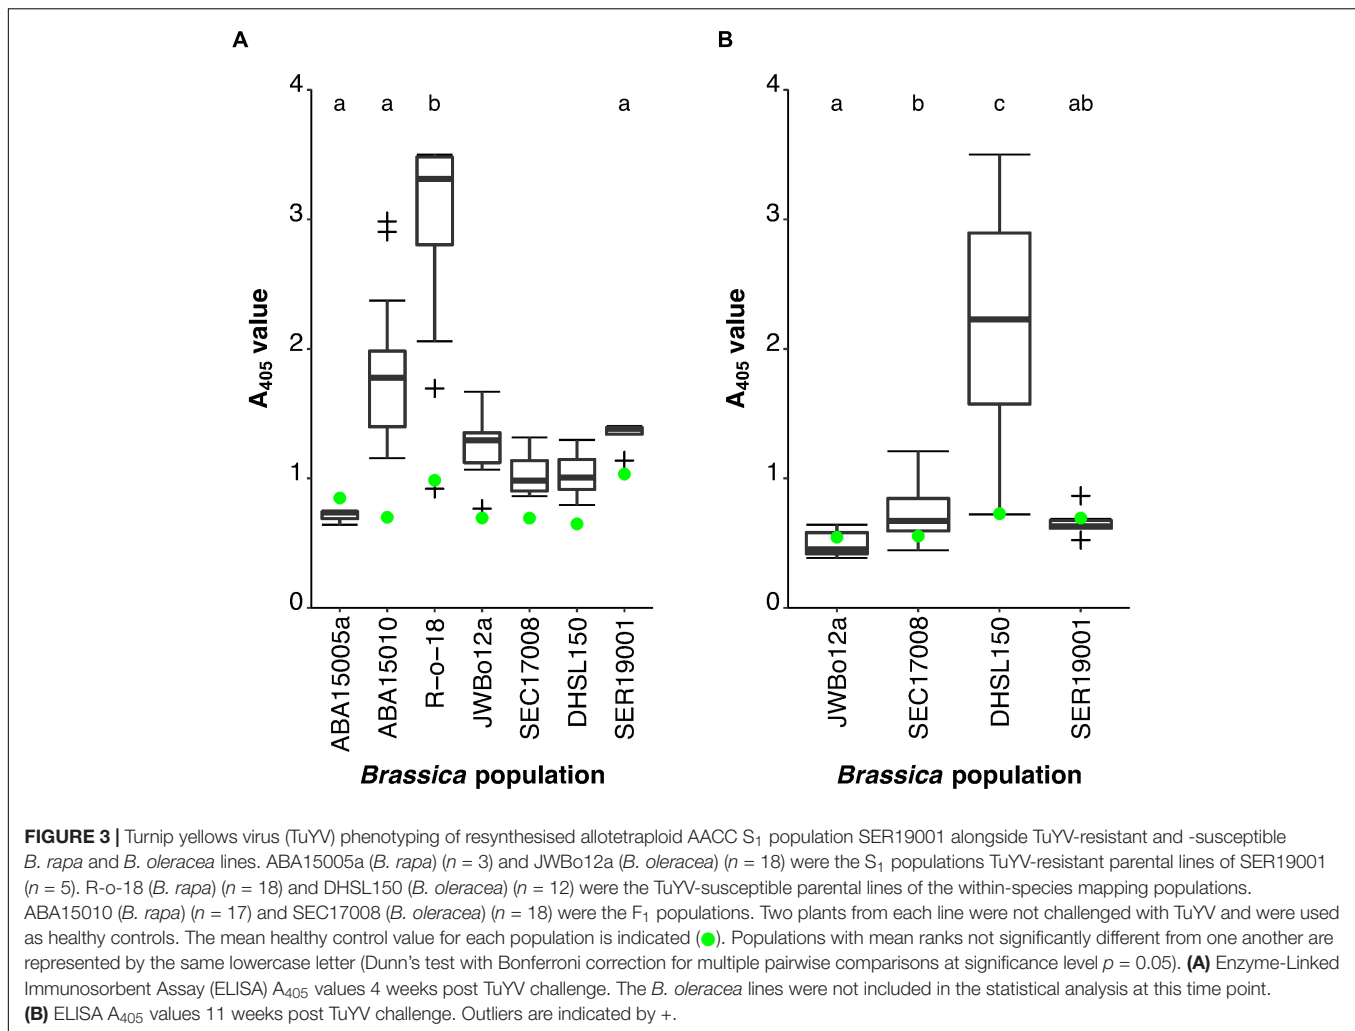 A
B
4
3
2
1
0
A405 value
a a b a
ABA15005a
ABA15010
R-o-18
JWBo12a
SEC17008
DHSL150
SER19001
Brassica population
4
3
2
1
0
A405 value
a b c ab
JWBo12a
SEC17008
DHSL150
SER19001
Brassica population
FIGURE 3 | Turnip yellows virus (TuYV) phenotyping of resynthesised allotetraploid AACC S1 population SER19001 alongside TuYV-resistant and -susceptible
B. rapa and B. oleracea lines. ABA15005a (B. rapa) (n = 3) and JWBo12a (B. oleracea) (n = 18) were the S1 populations TuYV-resistant parental lines of SER19001
(n = 5). R-o-18 (B. rapa) (n = 18) and DHSL150 (B. oleracea) (n = 12) were the TuYV-susceptible parental lines of the within-species mapping populations.
ABA15010 (B. rapa) (n = 17) and SEC17008 (B. oleracea) (n = 18) were the F1 populations. Two plants from each line were not challenged with TuYV and were used
as healthy controls. The mean healthy control value for each population is indicated (●). Populations with mean ranks not significantly different from one another are
represented by the same lowercase letter (Dunn's test with Bonferroni correction for multiple pairwise comparisons at significance level p = 0.05). (A) Enzyme-Linked
Immunosorbent Assay (ELISA) A405 values 4 weeks post TuYV challenge. The B. oleracea lines were not included in the statistical analysis at this time point.
(B) ELISA A405 values 11 weeks post TuYV challenge. Outliers are indicated by +.